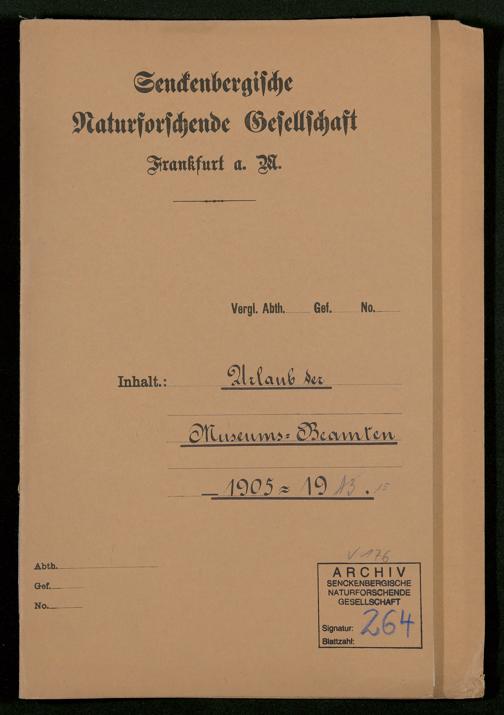 Senckenbergische
Naturforschende Gesellschaft
Frankfurt a. M.
Vergl. Abth. Gef. No.
Inhalt.: Urlaub der
Museums=Beamten
— 1905 = 1913. 15
Abth.
Gef.
No.
V 176
ARCHIV
SENCKENBERGISCHE
NATURFORSCHENDE
GESELLSCHAFT
Signatur: 264
Blattzahl: